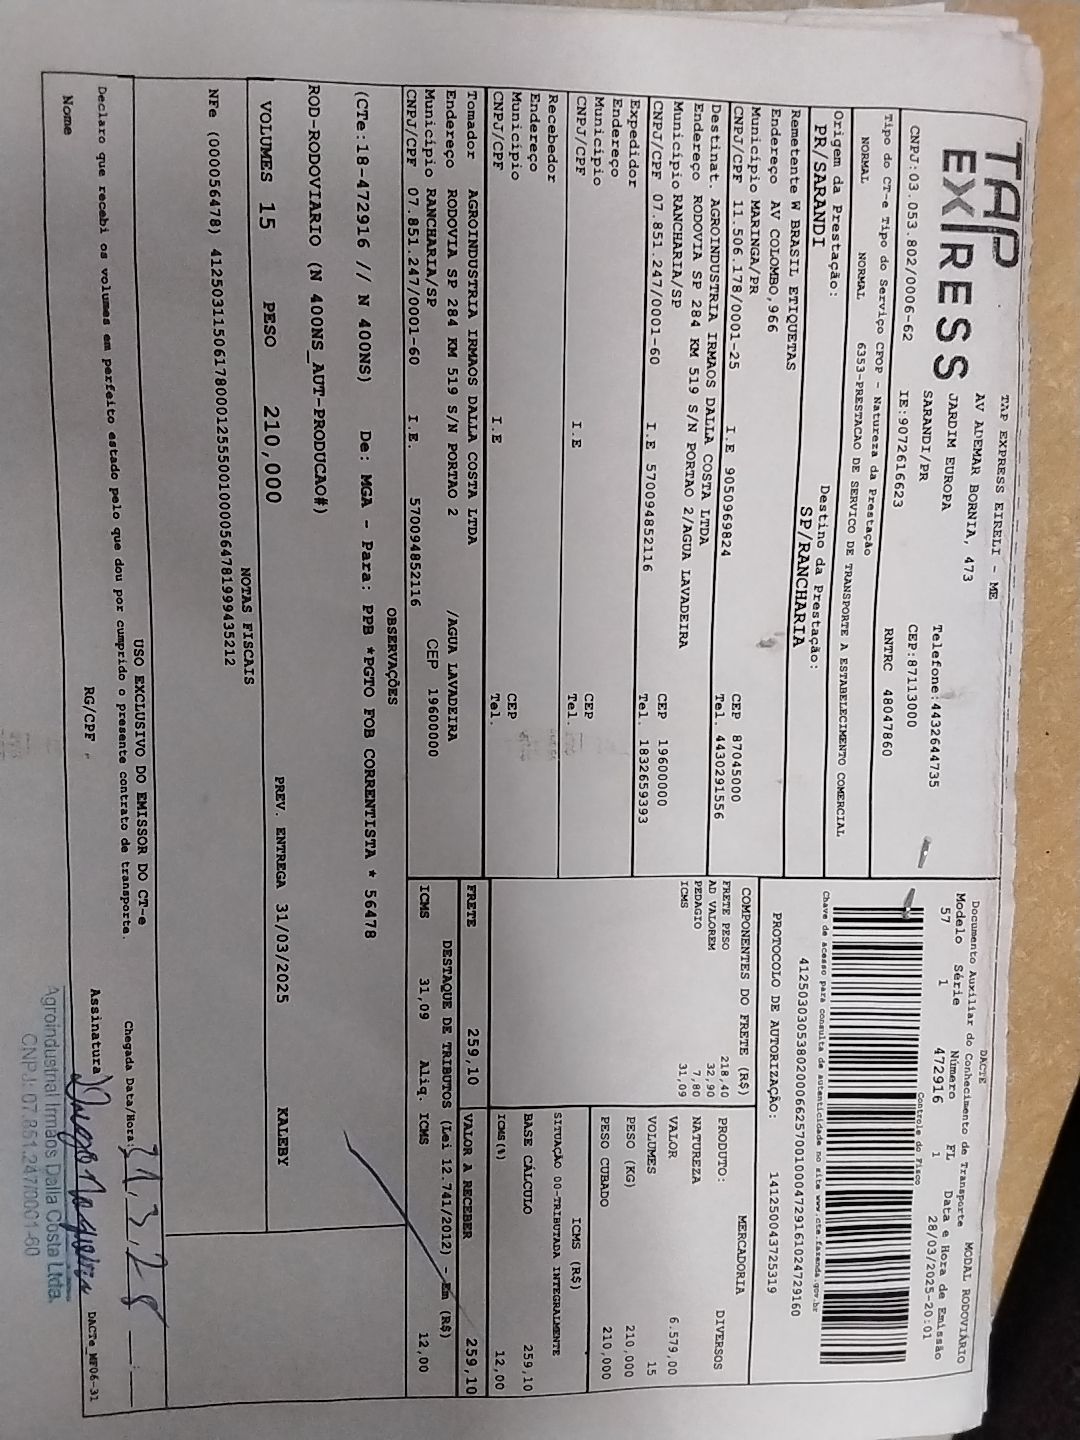 TAP
EXPRESS
TAP EXPRESS EIRELI - ME
AV ADEMAR BORNIA, 473
JARDIM EUROPA
SARANDI/PR
Telefone:4432644735
CNPJ:03.053.802/0006-62 IE:9072616623 CEP:87113000
RNTRC 48047860
Tipo do CT-e Tipo do Serviço CFOP - Natureza da Prestação
NORMAL NORMAL 6353-PRESTACAO DE SERVICO DE TRANSPORTE A ESTABELECIMENTO COMERCIAL
Origem da Prestação: Destino da Prestação:
PR/SARANDI SP/RANCHARIA
Remetente W BRASIL ETIQUETAS
Endereço AV COLOMBO,966
Município MARINGA/PR CEP 87045000
CNPJ/CPF 11.506.178/0001-25 I.E 9050969824 Tel. 4430291556
Destinat. AGROINDUSTRIA IRMAOS DALLA COSTA LTDA
Endereço RODOVIA SP 284 KM 519 S/N PORTAO 2/AGUA LAVADEIRA
Município RANCHARIA/SP CEP 19600000
CNPJ/CPF 07.851.247/0001-60 I.E 570094852116 Tel. 1832659393
Expedidor
Endereço
Município CEP
CNPJ/CPF I.E Tel.
Recebedor
Endereço
Município CEP
CNPJ/CPF I.E Tel.
Tomador AGROINDUSTRIA IRMAOS DALLA COSTA LTDA
Endereço RODOVIA SP 284 KM 519 S/N PORTAO 2 /AGUA LAVADEIRA
Município RANCHARIA/SP CEP 19600000
CNPJ/CPF 07.851.247/0001-60 I.E. 570094852116
DACTE
Documento Auxiliar do Conhecimento de Transporte MODAL RODOVIÁRIO
Modelo Série Número FL Data e Hora de Emissão
57 1 472916 1 28/03/2025-20:01
Controle do Fisco
Chave de acesso para consulta de autenticidade no site www.cte.fazenda.gov.br
41250303053802000662570010004729161024729160
PROTOCOLO DE AUTORIZAÇÃO: 141250043725319
COMPONENTES DO FRETE (R$)
FRETE PESO 218,40
AD VALOREM 32,90
PEDAGIO 7,80
ICMS 31,09
PRODUTO: MERCADORIA DIVERSOS
NATUREZA
VALOR 6.579,00
VOLUMES 15
PESO (KG) 210,000
PESO CUBADO 210,000
ICMS (R$)
SITUAÇÃO 00-TRIBUTADA INTEGRALMENTE
BASE CÁLCULO 259,10
ICMS(%) 12,00
FRETE 259,10 VALOR A RECEBER 259,10
DESTAQUE DE TRIBUTOS (Lei 12.741/2012) - Em (R$)
ICMS 31,09 Aliq. ICMS 12,00
OBSERVAÇÕES
(CTe:18-472916 // N 400NS) De: MGA - Para: PPB *PGTO FOB CORRENTISTA * 56478
ROD-RODOVIARIO (N 400NS_AUT-PRODUCAO#)
VOLUMES 15 PESO 210,000 PREV. ENTREGA 31/03/2025 KALEBY
NOTAS FISCAIS
NFe (000056478) 41250311506178000125550010000564781999435212
USO EXCLUSIVO DO EMISSOR DO CT-e
Declaro que recebi os volumes em perfeito estado pelo que dou por cumprido o presente contrato de transporte. Chegada Data/Hora:
Nome RG/CPF Assinatura
DACTe_MF06-31
Agroindustrial Irmãos Dalla Costa Ltda.
CNPJ: 07.851.247/0001-60